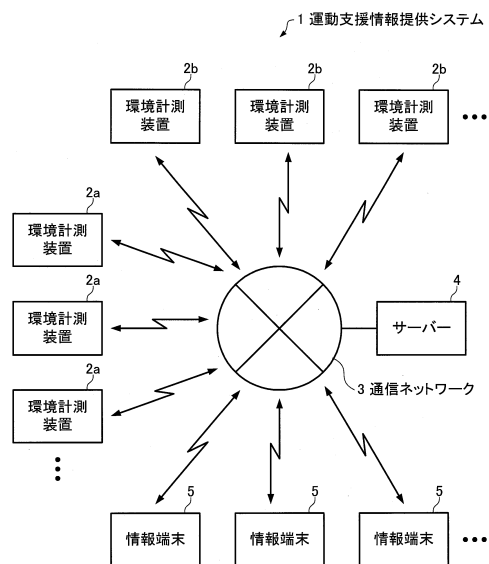 1 運動支援情報提供システム
2b
2b
2b
環境計測
装置
環境計測
装置
環境計測
装置
•••
2a
環境計測
装置
2a
環境計測
装置
4
サーバー
2a
環境計測
装置
3 通信ネットワーク
5
5
5
情報端末
情報端末
情報端末
•••